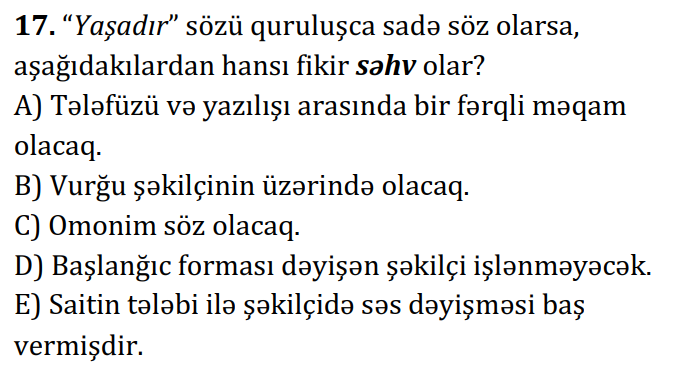 17. “Yaşadır” sözü quruluşca sadə söz olarsa,
aşağıdakılardan hansı fikir səhv olar?
A) Tələfüzü və yazılışı arasında bir fərqli məqam
olacaq.
B) Vurğu şəkilçinin üzərində olacaq.
C) Omonim söz olacaq.
D) Başlanğıc forması dəyişən şəkilçi işlənməyəcək.
E) Saitin tələbi ilə şəkilçidə səs dəyişməsi baş
vermişdir.